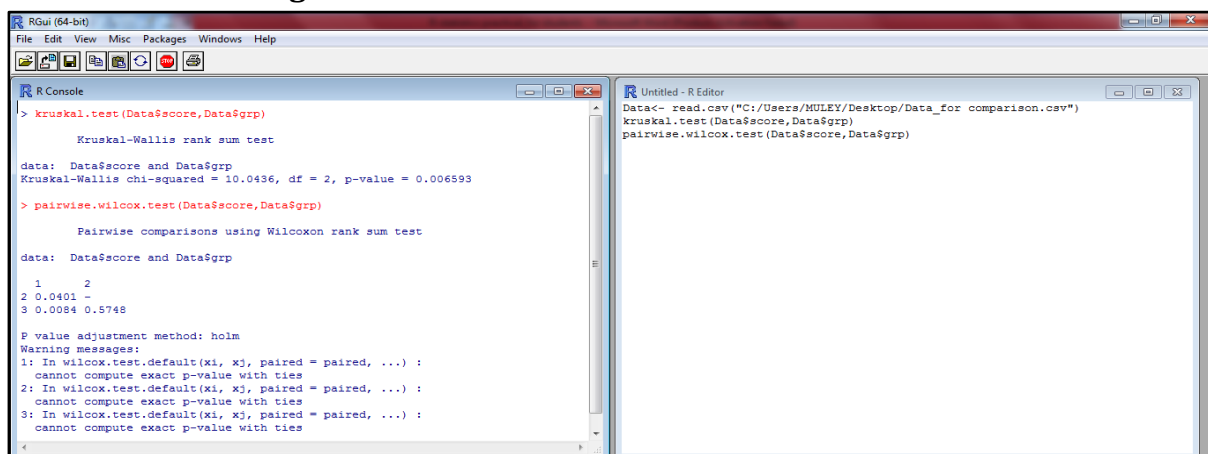 RGui (64-bit)
File Edit View Misc Packages Windows Help
STOP
R Console
> kruskal.test(Data$score,Data$grp)
Kruskal-Wallis rank sum test
data: Data$score and Data$grp
Kruskal-Wallis chi-squared = 10.0436, df = 2, p-value = 0.006593
> pairwise.wilcox.test(Data$score,Data$grp)
Pairwise comparisons using Wilcoxon rank sum test
data: Data$score and Data$grp
1 2
2 0.0401 -
3 0.0084 0.5748
P value adjustment method: holm
Warning messages:
1: In wilcox.test.default(xi, xj, paired = paired, ...) :
cannot compute exact p-value with ties
2: In wilcox.test.default(xi, xj, paired = paired, ...) :
cannot compute exact p-value with ties
3: In wilcox.test.default(xi, xj, paired = paired, ...) :
cannot compute exact p-value with ties
Untitled - R Editor
Data<- read.csv("C:/Users/MULEY/Desktop/Data_for comparison.csv")
kruskal.test(Data$score,Data$grp)
pairwise.wilcox.test(Data$score,Data$grp)